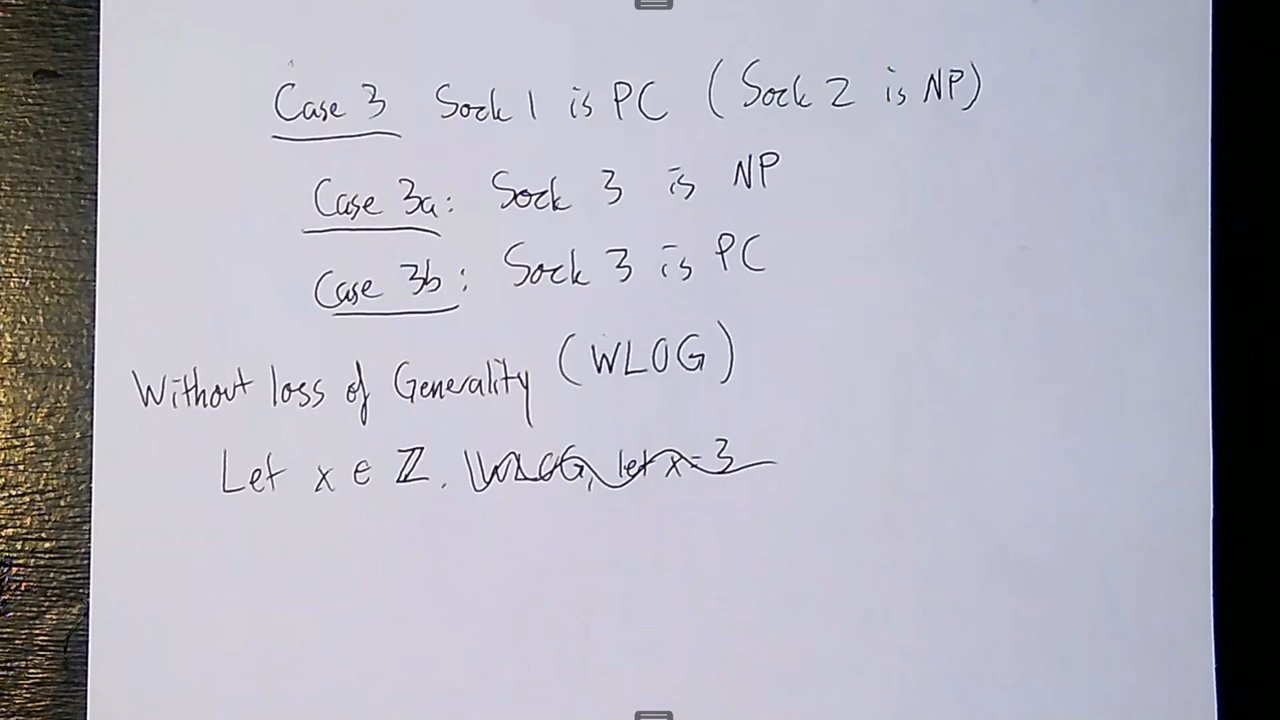 Case 3 Sock 1 is PC (Sock 2 is NP)
Case 3a: Sock 3 is NP
Case 3b: Sock 3 is PC
Without loss of Generality (WLOG)
Let x ∈ ℤ. WLOG, let x = 3